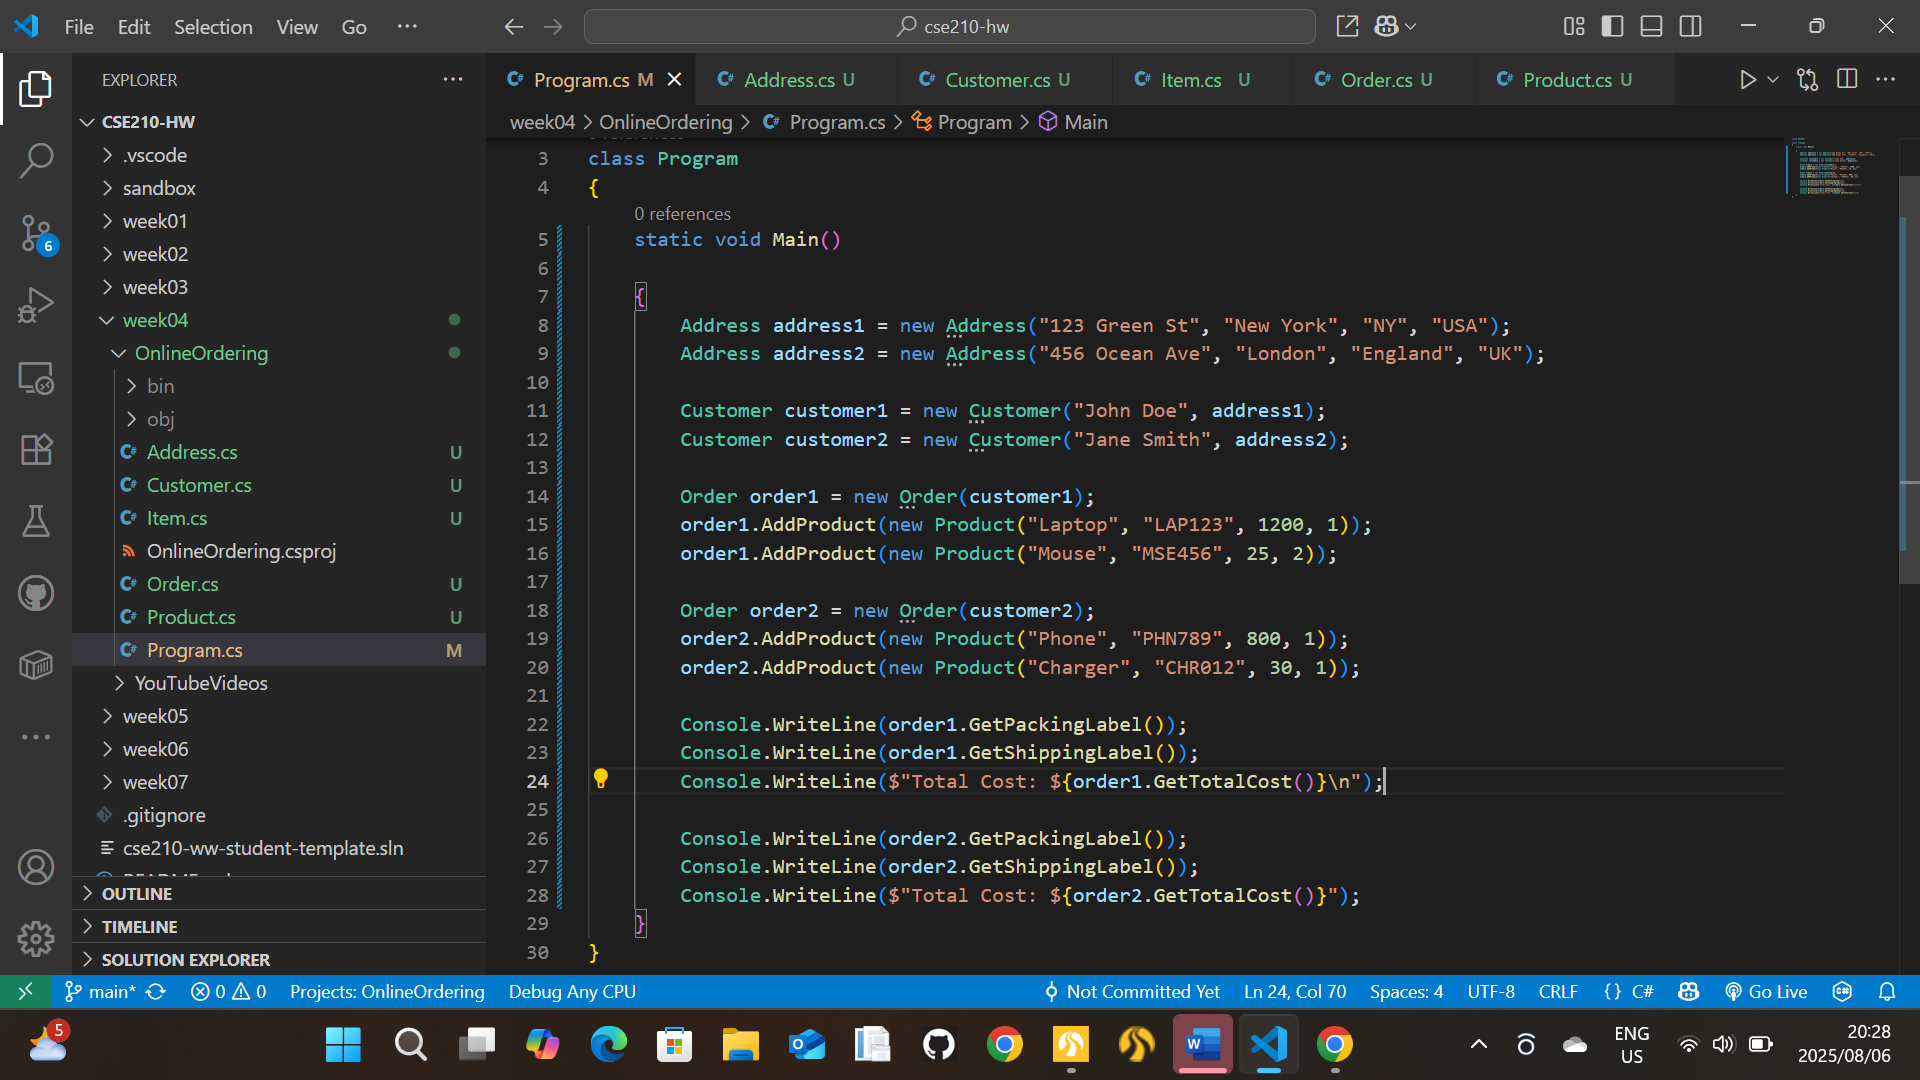 File Edit Selection View Go ···
cse210-hw
EXPLORER
Program.cs M
Address.cs U
Customer.cs U
Item.cs U
Order.cs U
Product.cs U
week04 > OnlineOrdering > Program.cs > Program > Main
CSE210-HW
.vscode
sandbox
week01
week02
week03
week04
OnlineOrdering
bin
obj
Address.cs U
Customer.cs U
Item.cs U
OnlineOrdering.csproj
Order.cs U
Product.cs U
Program.cs M
YouTubeVideos
week05
week06
week07
.gitignore
cse210-ww-student-template.sln
OUTLINE
TIMELINE
SOLUTION EXPLORER
6
3 class Program
4 {
0 references
5 static void Main()
6
7 {
8 Address address1 = new Address("123 Green St", "New York", "NY", "USA");
9 Address address2 = new Address("456 Ocean Ave", "London", "England", "UK");
10
11 Customer customer1 = new Customer("John Doe", address1);
12 Customer customer2 = new Customer("Jane Smith", address2);
13
14 Order order1 = new Order(customer1);
15 order1.AddProduct(new Product("Laptop", "LAP123", 1200, 1));
16 order1.AddProduct(new Product("Mouse", "MSE456", 25, 2));
17
18 Order order2 = new Order(customer2);
19 order2.AddProduct(new Product("Phone", "PHN789", 800, 1));
20 order2.AddProduct(new Product("Charger", "CHR012", 30, 1));
21
22 Console.WriteLine(order1.GetPackingLabel());
23 Console.WriteLine(order1.GetShippingLabel());
24 Console.WriteLine($"Total Cost: ${order1.GetTotalCost()}\n");
25
26 Console.WriteLine(order2.GetPackingLabel());
27 Console.WriteLine(order2.GetShippingLabel());
28 Console.WriteLine($"Total Cost: ${order2.GetTotalCost()}");
29 }
30 }
main* 0 0 Projects: OnlineOrdering Debug Any CPU
Not Committed Yet Ln 24, Col 70 Spaces: 4 UTF-8 CRLF {} C# Go Live
5
ENG
US
20:28
2025/08/06